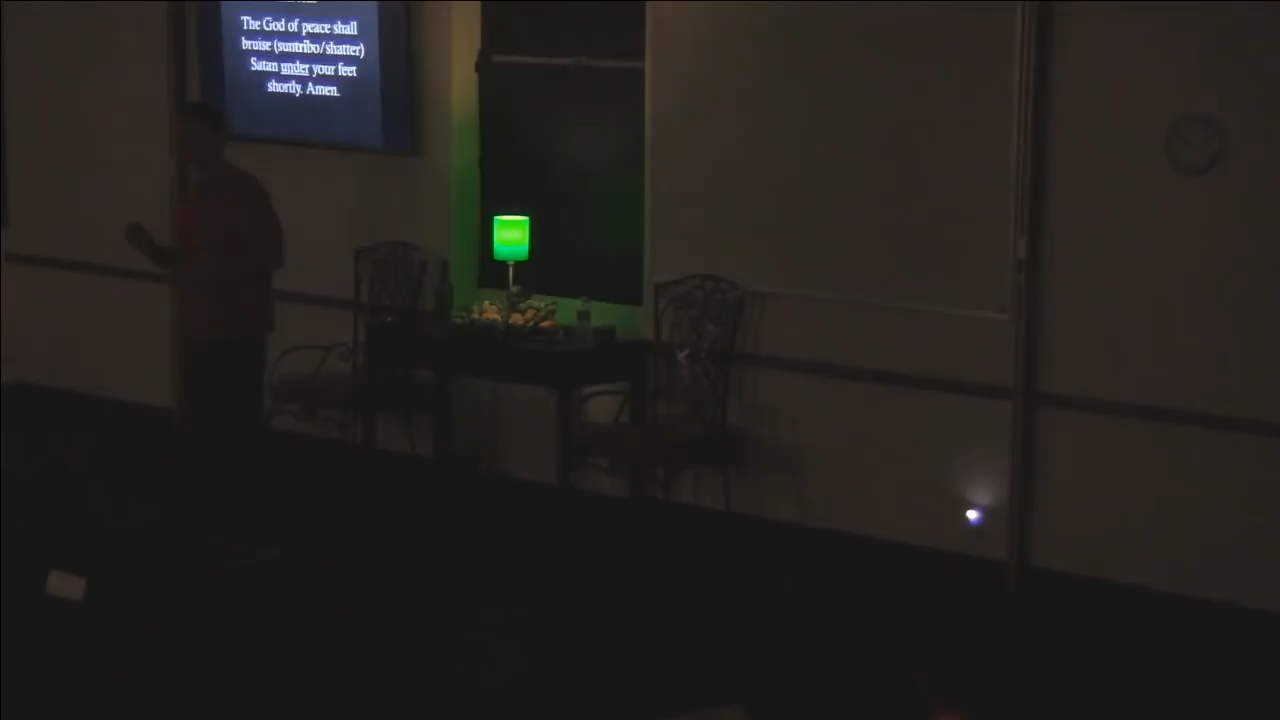 The God of peace shall
bruise (suntribo/shatter)
Satan under your feet
shortly. Amen.